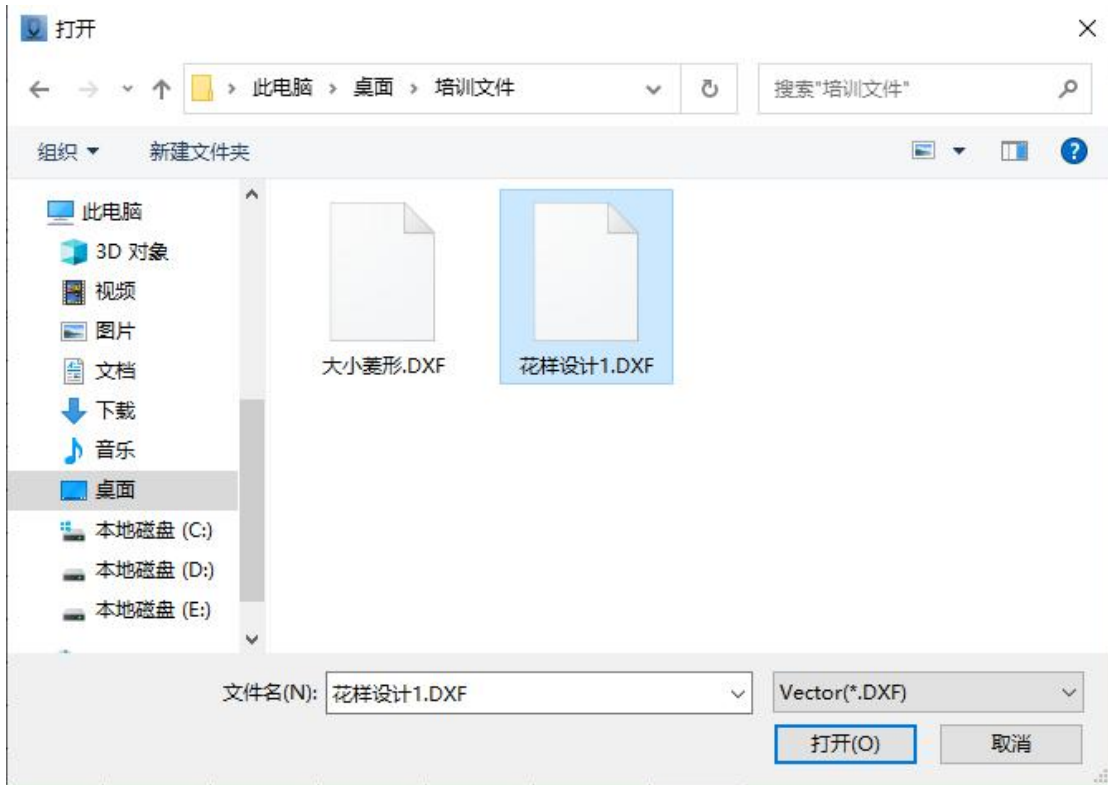 打开
此电脑 › 桌面 › 培训文件
搜索"培训文件"
组织
新建文件夹
此电脑
3D 对象
视频
图片
文档
下载
音乐
桌面
本地磁盘 (C:)
本地磁盘 (D:)
本地磁盘 (E:)
大小菱形.DXF
花样设计1.DXF
文件名(N): 花样设计1.DXF
Vector(*.DXF)
打开(O)
取消